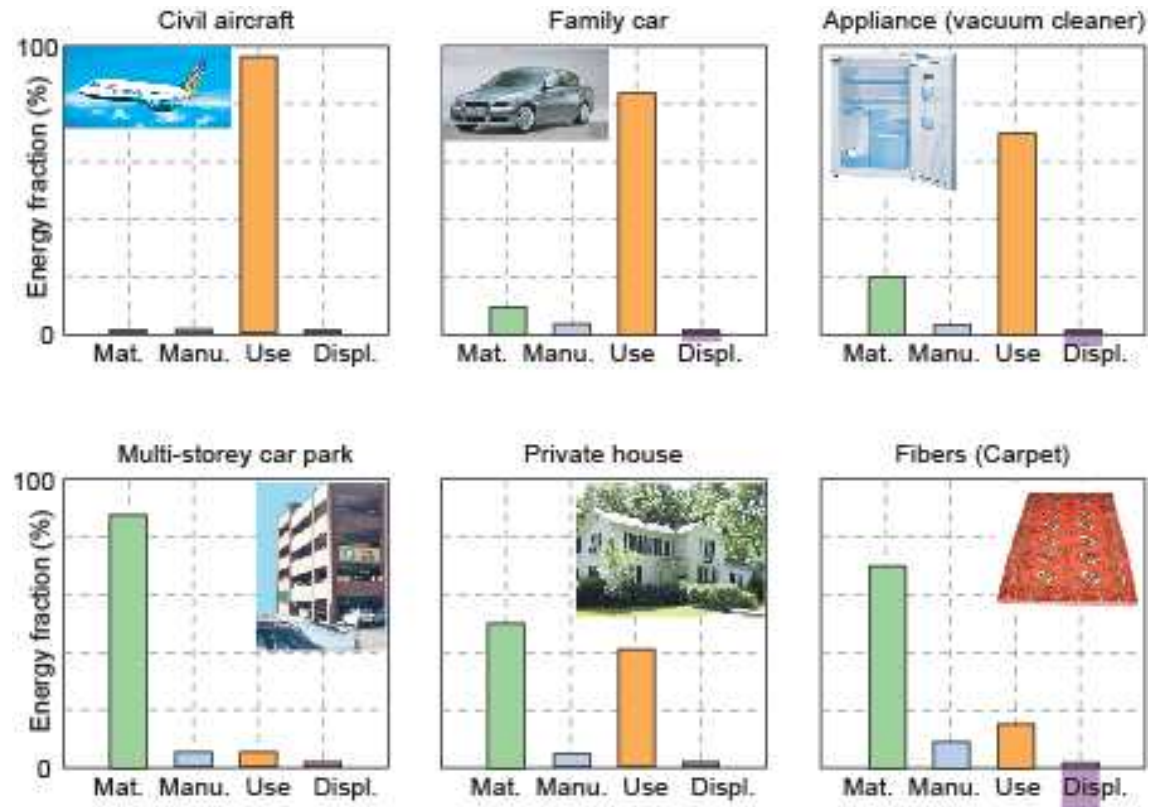 Civil aircraft
Family car
Appliance (vacuum cleaner)
100
Energy fraction (%)
0
Mat. Manu. Use Displ.
Mat. Manu. Use Displ.
Mat. Manu. Use Displ.
Multi-storey car park
Private house
Fibers (Carpet)
100
Energy fraction (%)
0
Mat. Manu. Use Displ.
Mat. Manu. Use Displ.
Mat. Manu. Use Displ.